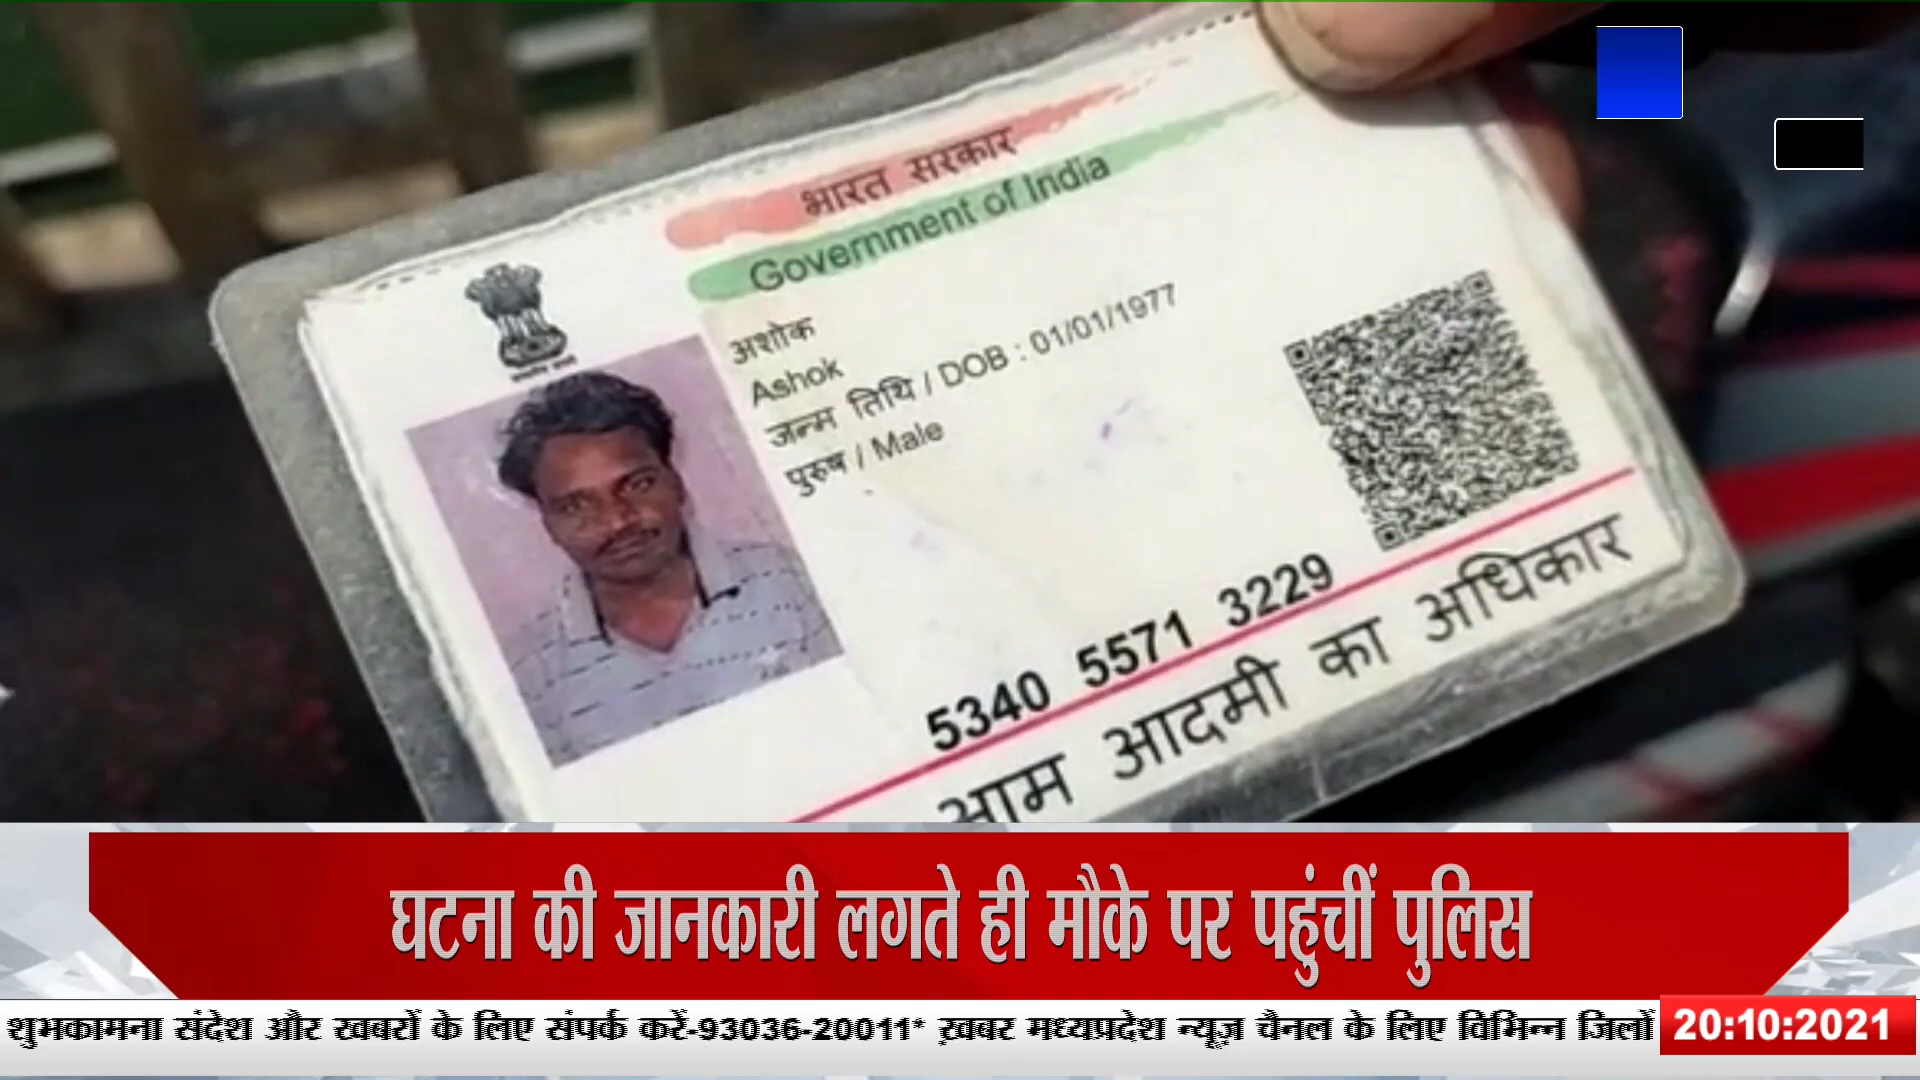 भारत सरकार
Government of India
अशोक
Ashok
जन्म तिथि / DOB : 01/01/1977
पुरुष / Male
5340 5571 3229
आम आदमी का अधिकार
घटना की जानकारी लगते ही मौके पर पहुंचीं पुलिस
शुभकामना संदेश और खबरों के लिए संपर्क करें-93036-20011* ख़बर मध्यप्रदेश न्यूज़ चैनल के लिए विभिन्न जिलों
20:10:2021